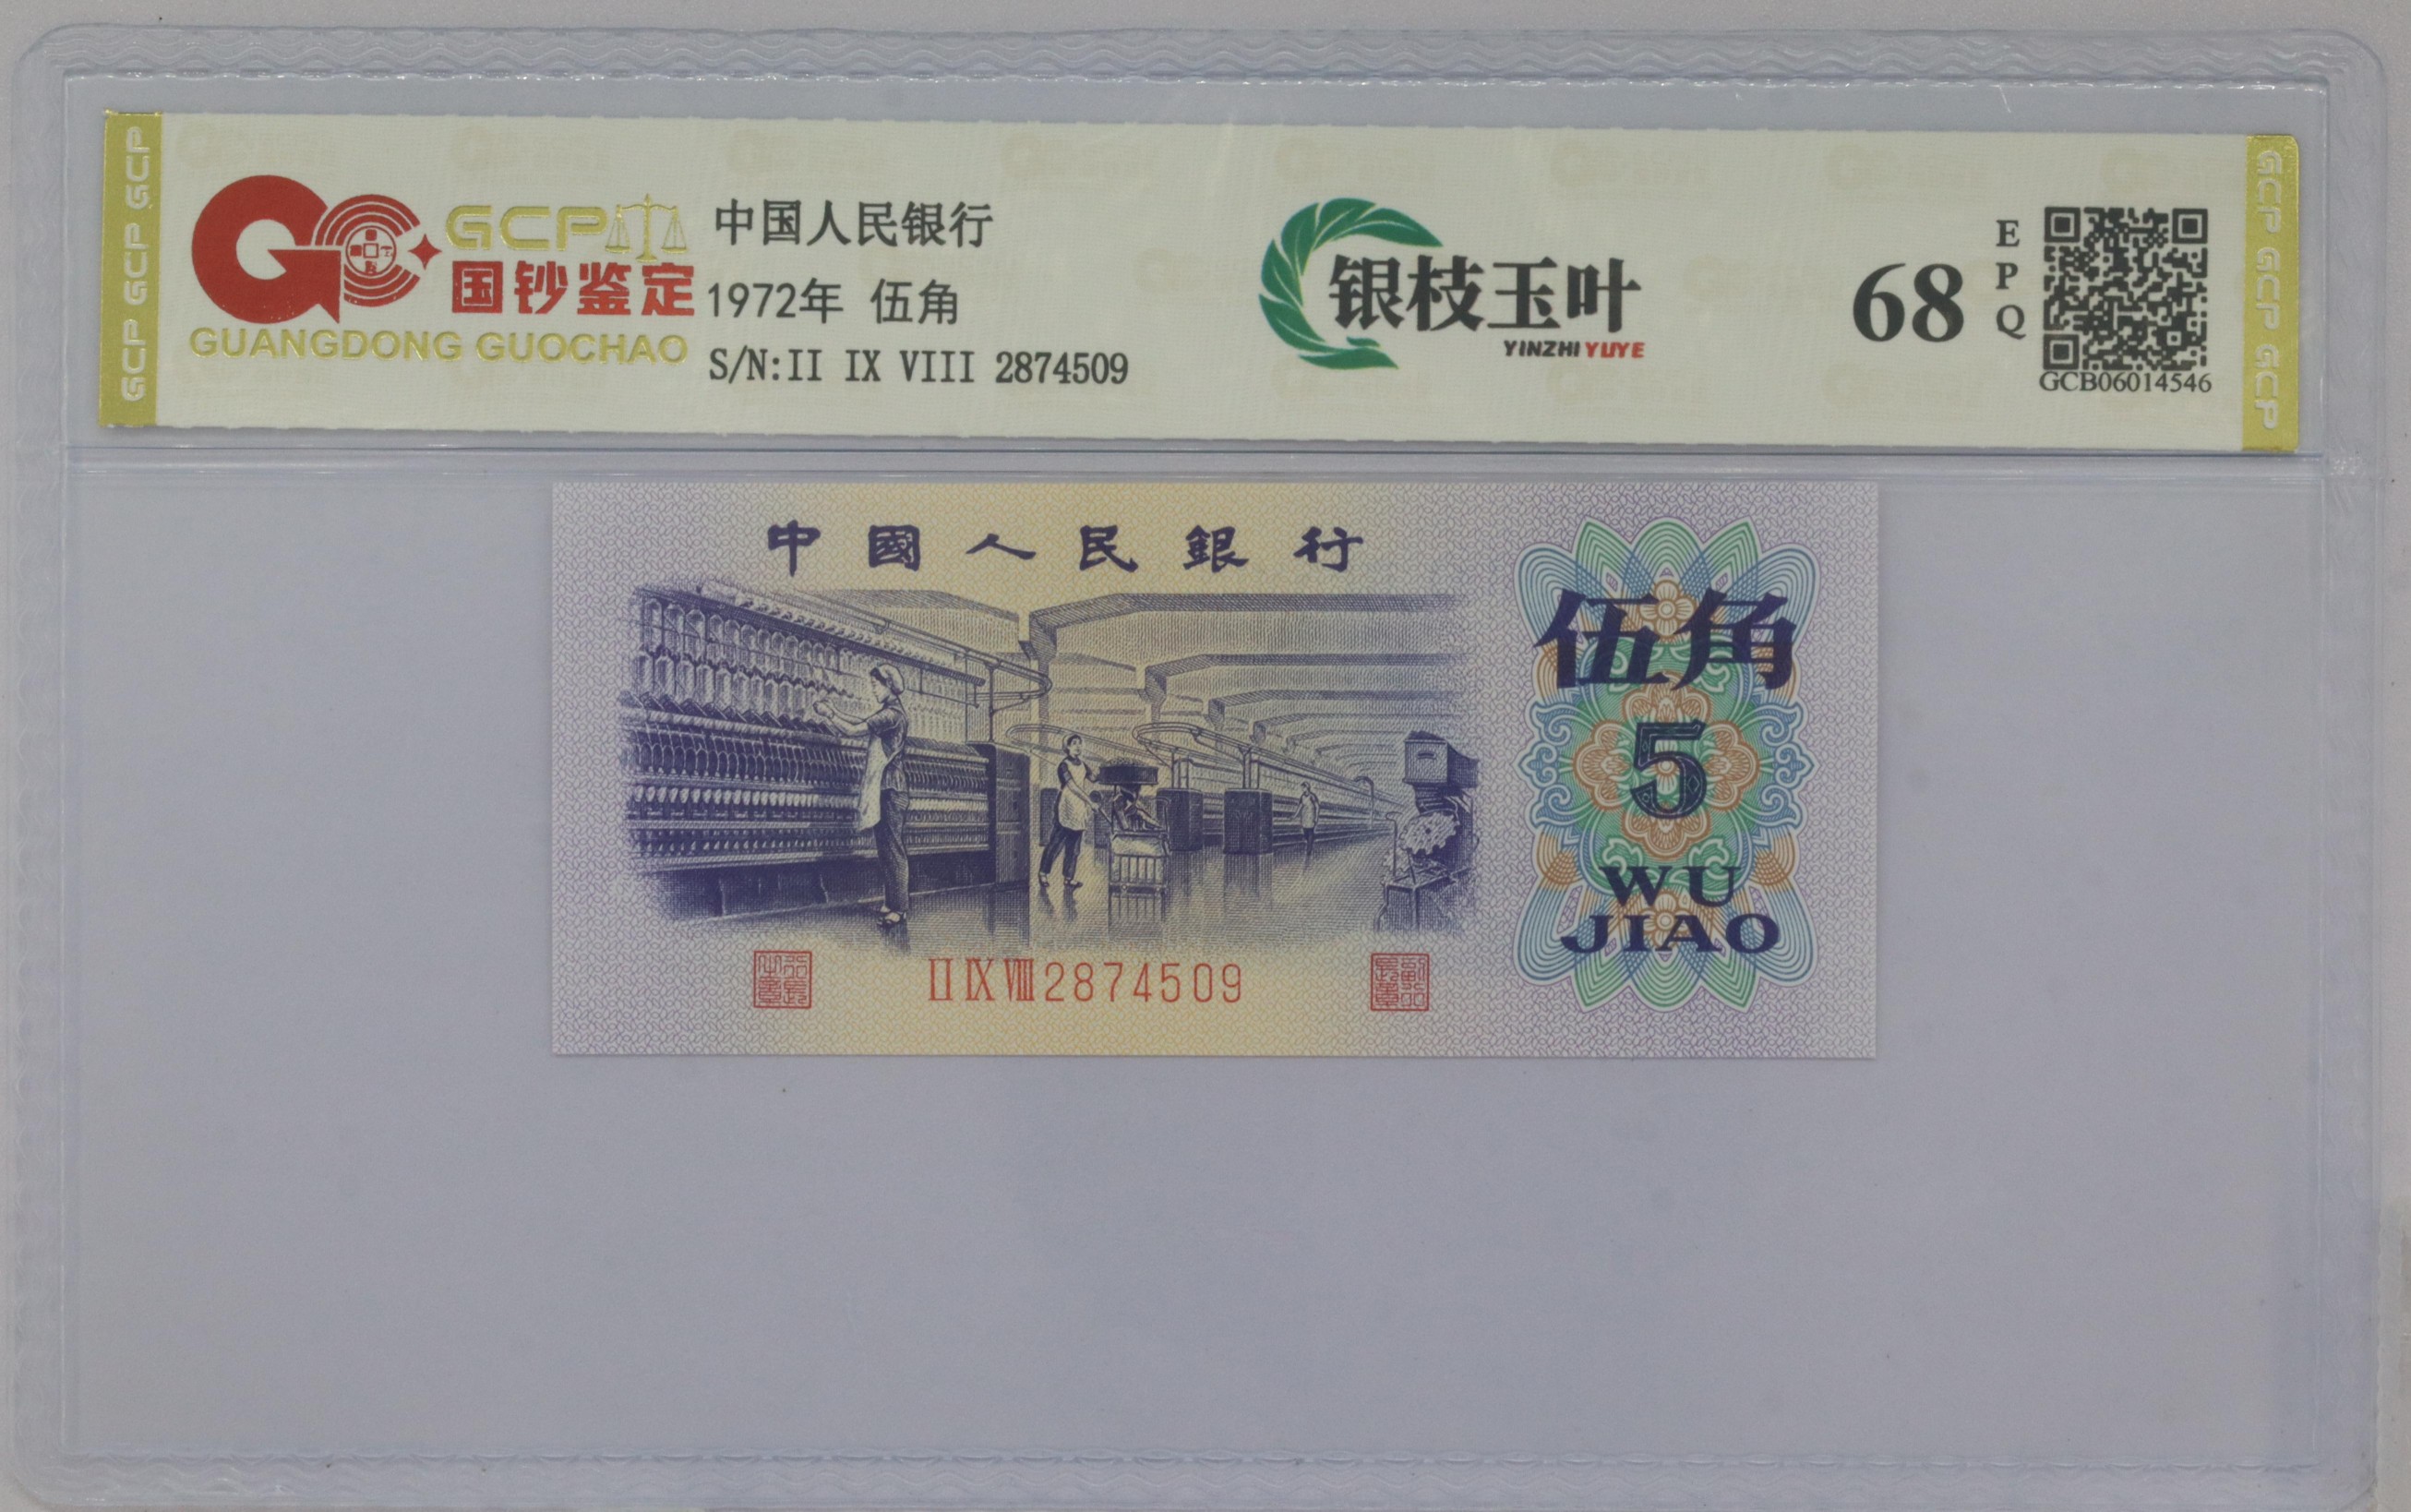 GCP GCP GCP
GCP
国钞鉴定
GUANGDONG GUOCHAO
中国人民银行
1972年 伍角
S/N:II IX VIII 2874509
银枝玉叶
YINZHI YUYE
68
EPQ
GCB06014546
GCP GCP GCP
中國人民銀行
伍角
5
WU
JIAO
II IX VIII 2874509